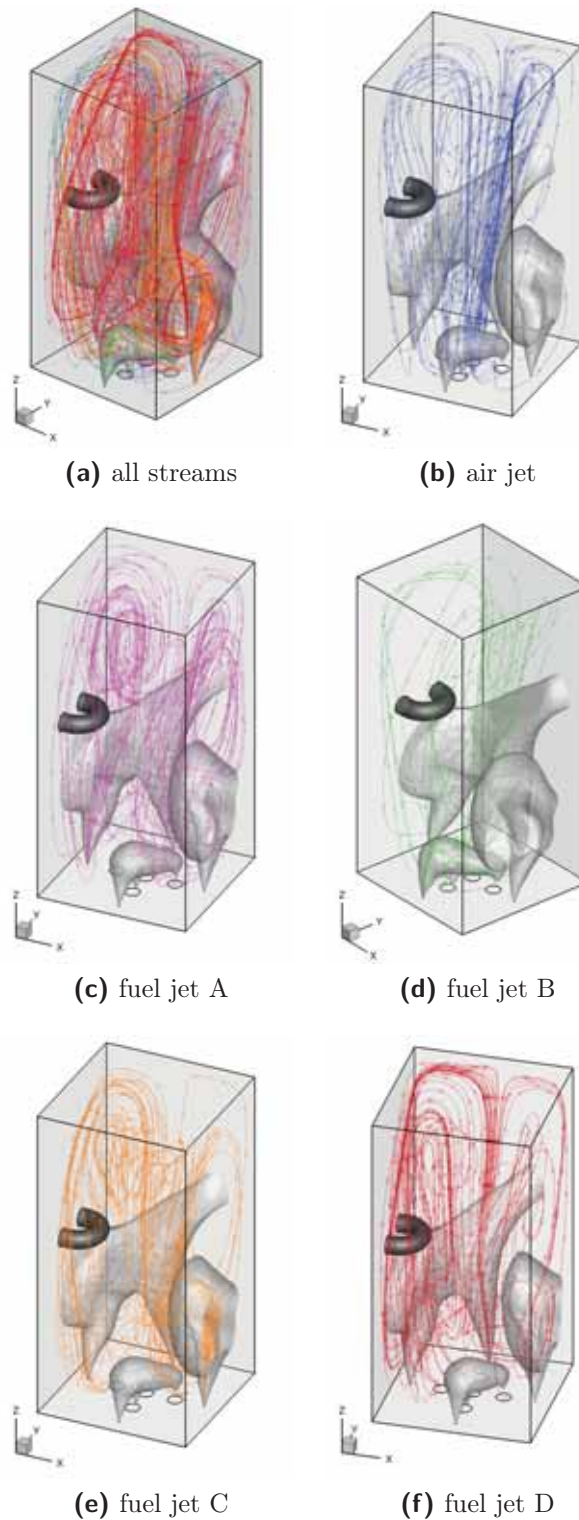 Z
Y
X
Z
Y
X
(a) all streams
(b) air jet
Z
Y
X
Z
Y
X
(c) fuel jet A
(d) fuel jet B
Z
Y
X
Z
Y
X
(e) fuel jet C
(f) fuel jet D